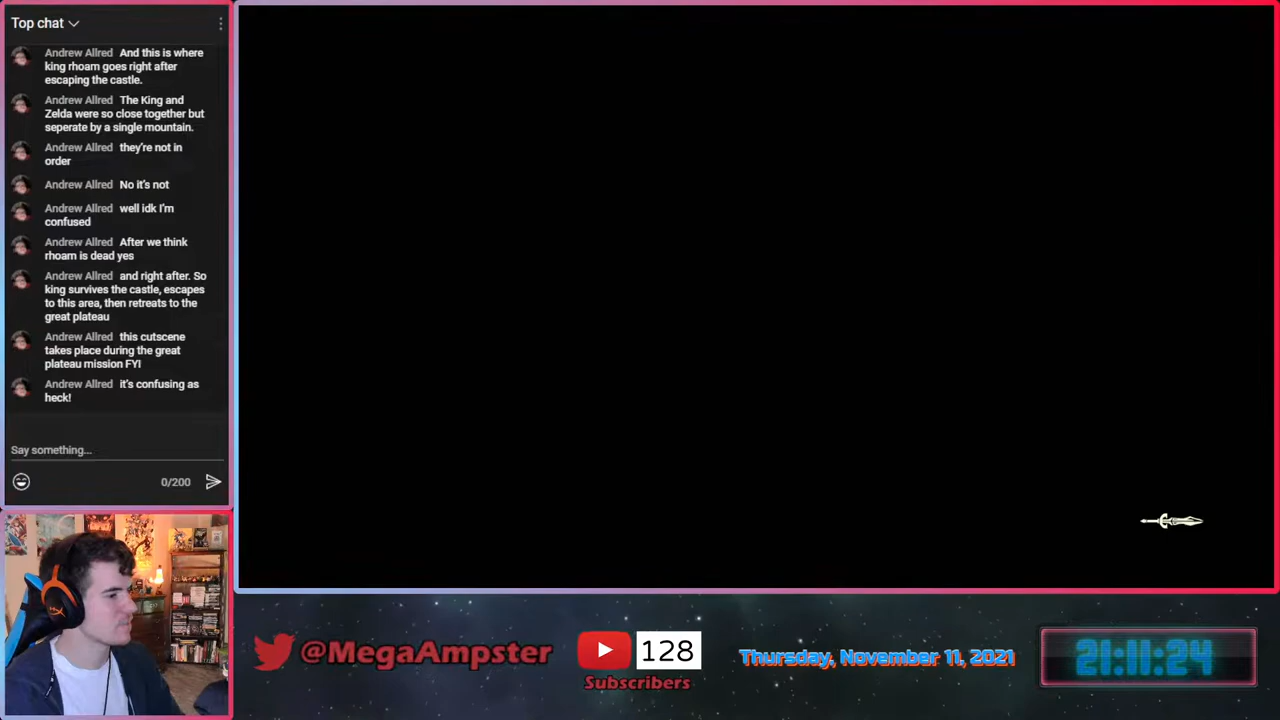 Top chat
Andrew Allred And this is where
king rhoam goes right after
escaping the castle.
Andrew Allred The King and
Zelda were so close together but
seperate by a single mountain.
Andrew Allred they're not in
order
Andrew Allred No it's not
Andrew Allred well idk I'm
confused
Andrew Allred After we think
rhoam is dead yes
Andrew Allred and right after. So
king survives the castle, escapes
to this area, then retreats to the
great plateau
Andrew Allred this cutscene
takes place during the great
plateau mission FYI
Andrew Allred it's confusing as
heck!
Say something...
0/200
@MegaAmpster
128
Subscribers
Thursday, November 11, 2021
21:11:24